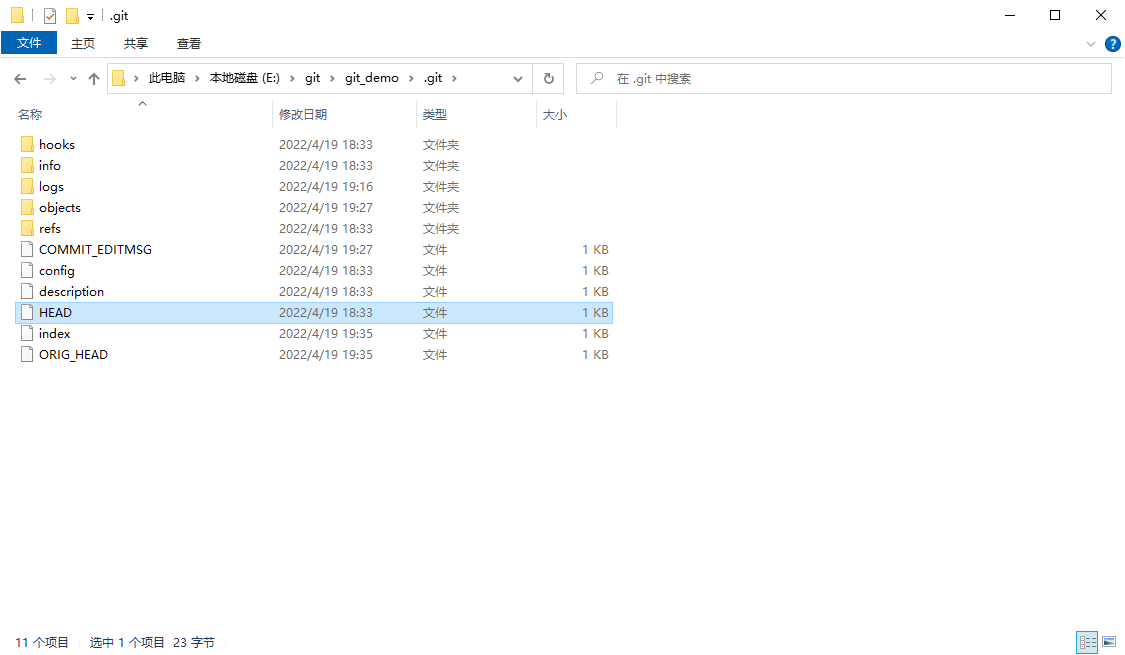 .git
文件 主页 共享 查看
此电脑 本地磁盘 (E:) git git_demo .git 在 .git 中搜索
名称 修改日期 类型 大小
hooks 2022/4/19 18:33 文件夹
info 2022/4/19 18:33 文件夹
logs 2022/4/19 19:16 文件夹
objects 2022/4/19 19:27 文件夹
refs 2022/4/19 18:33 文件夹
COMMIT_EDITMSG 2022/4/19 19:27 文件 1 KB
config 2022/4/19 18:33 文件 1 KB
description 2022/4/19 18:33 文件 1 KB
HEAD 2022/4/19 18:33 文件 1 KB
index 2022/4/19 19:35 文件 1 KB
ORIG_HEAD 2022/4/19 19:35 文件 1 KB
11 个项目 选中 1 个项目 23 字节